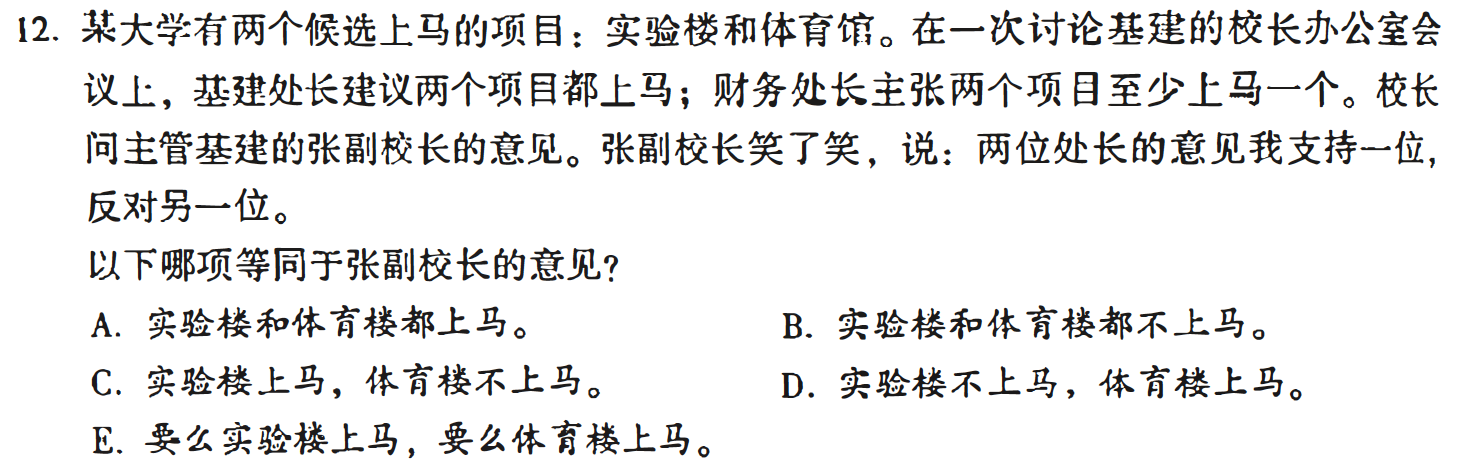 12. 某大学有两个候选上马的项目：实验楼和体育馆。在一次讨论基建的校长办公室会
议上，基建处长建议两个项目都上马；财务处长主张两个项目至少上马一个。校长
问主管基建的张副校长的意见。张副校长笑了笑，说：两位处长的意见我支持一位，
反对另一位。
以下哪项等同于张副校长的意见?
A. 实验楼和体育楼都上马。 B. 实验楼和体育楼都不上马。
C. 实验楼上马，体育楼不上马。 D. 实验楼不上马，体育楼上马。
E. 要么实验楼上马，要么体育楼上马。